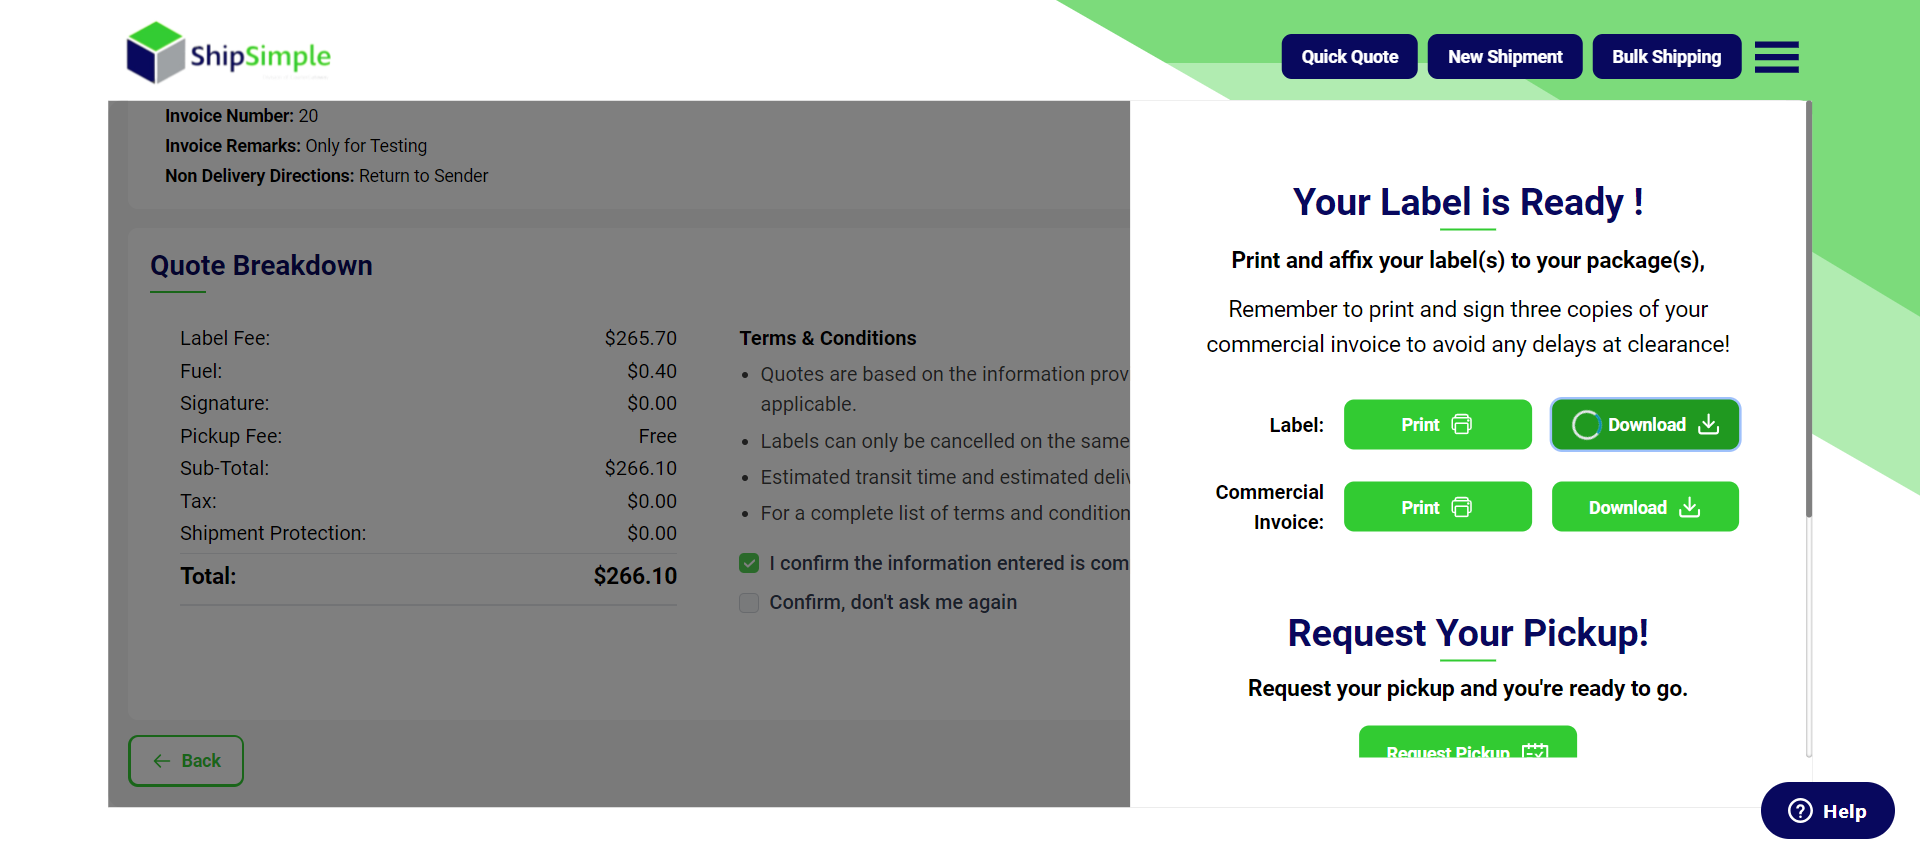 ShipSimple
Quick Quote
New Shipment
Bulk Shipping
Invoice Number: 20
Invoice Remarks: Only for Testing
Non Delivery Directions: Return to Sender
Quote Breakdown
Label Fee: $265.70
Fuel: $0.40
Signature: $0.00
Pickup Fee: Free
Sub-Total: $266.10
Tax: $0.00
Shipment Protection: $0.00
Total: $266.10
Terms & Conditions
• Quotes are based on the information prov
applicable.
• Labels can only be cancelled on the same
• Estimated transit time and estimated deliv
• For a complete list of terms and condition
I confirm the information entered is com
Confirm, don't ask me again
Back
Your Label is Ready !
Print and affix your label(s) to your package(s),
Remember to print and sign three copies of your
commercial invoice to avoid any delays at clearance!
Label: Print Download
Commercial
Invoice: Print Download
Request Your Pickup!
Request your pickup and you're ready to go.
Request Pickup
Help